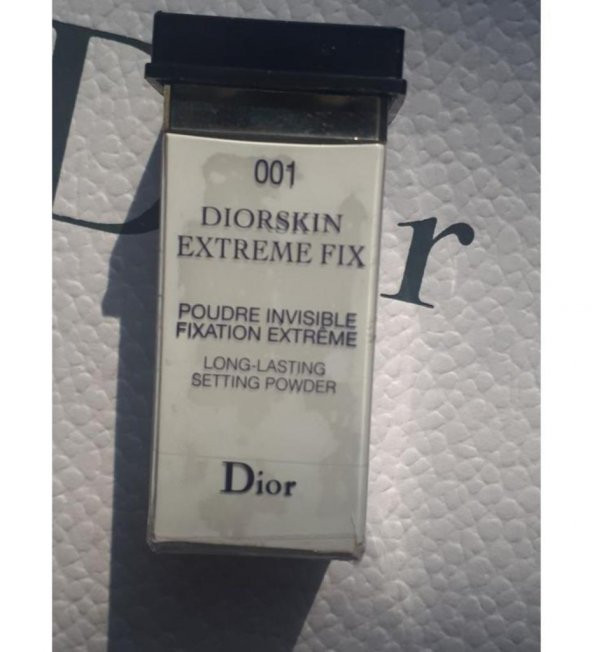 001
DIORSKIN
EXTREME FIX
POUDRE INVISIBLE
FIXATION EXTRÊME
LONG-LASTING
SETTING POWDER
Dior
D r